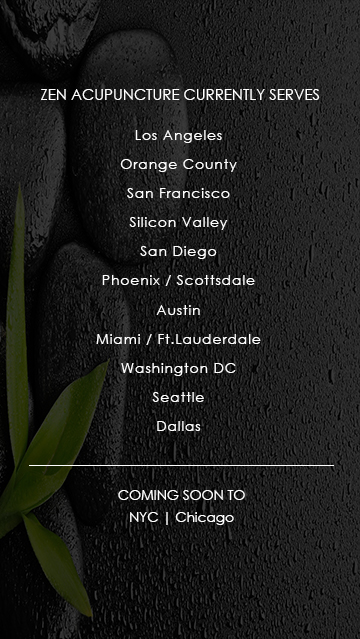 ZEN ACUPUNCTURE CURRENTLY SERVES
Los Angeles
Orange County
San Francisco
Silicon Valley
San Diego
Phoenix / Scottsdale
Austin
Miami / Ft.Lauderdale
Washington DC
Seattle
Dallas
COMING SOON TO
NYC | Chicago